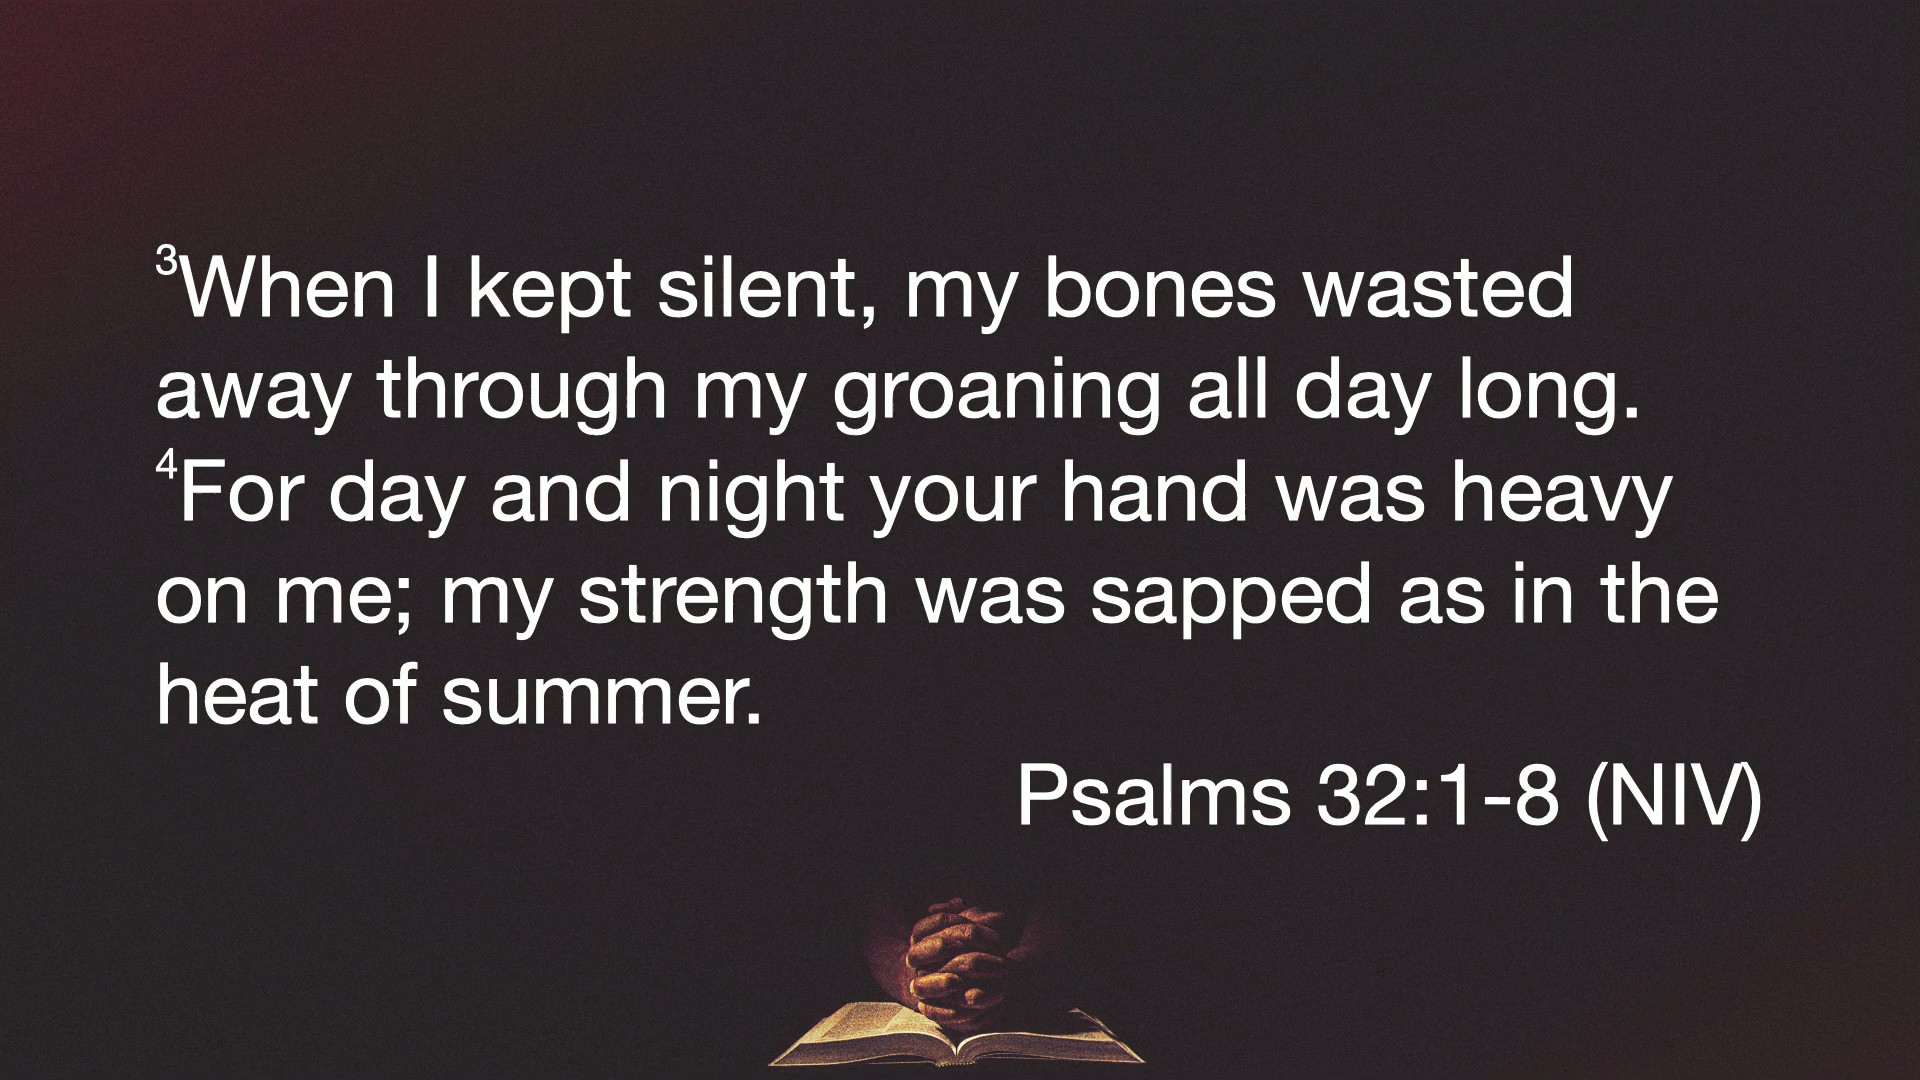 ³When I kept silent, my bones wasted
away through my groaning all day long.
⁴For day and night your hand was heavy
on me; my strength was sapped as in the
heat of summer.
Psalms 32:1-8 (NIV)